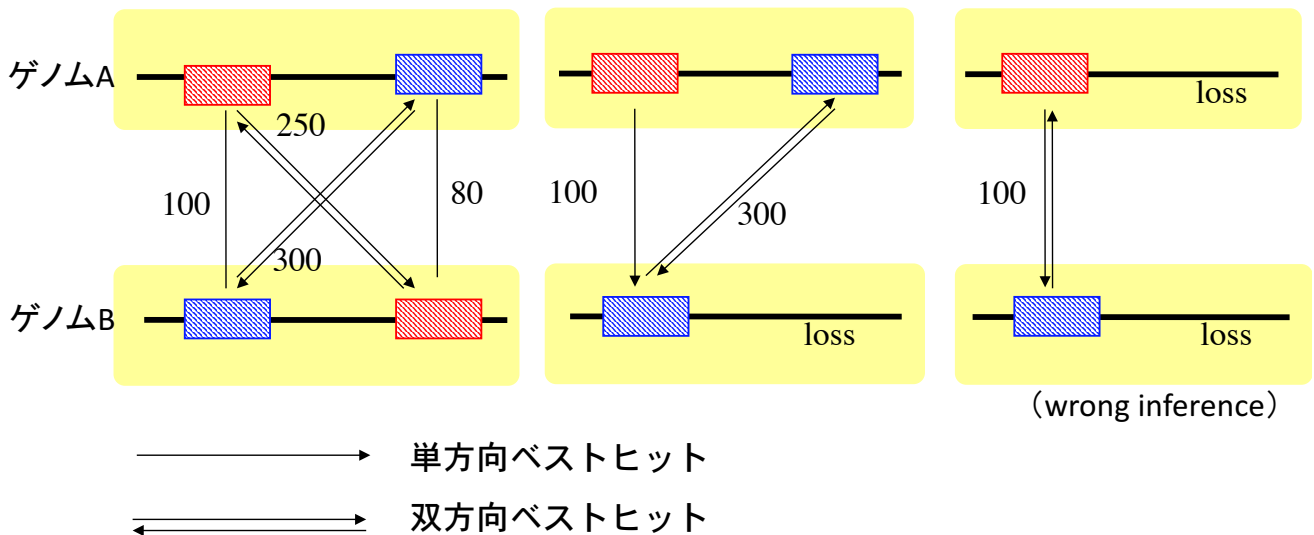 ゲノムA
loss
250
100
80
300
100
300
100
ゲノムB
loss
loss
（wrong inference）
単方向ベストヒット
双方向ベストヒット